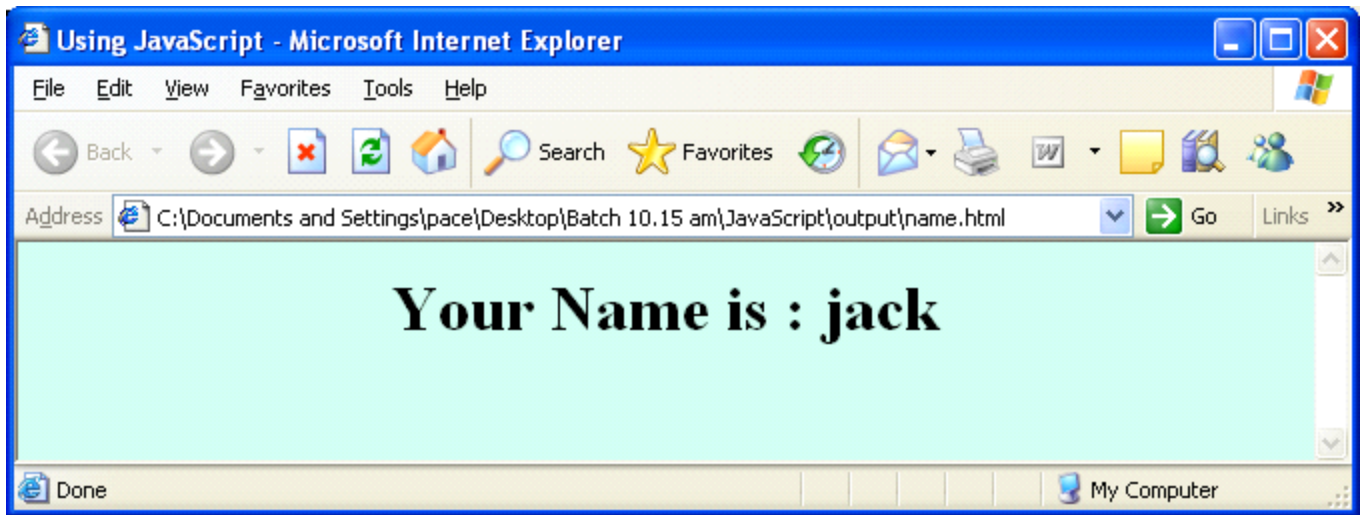 Using JavaScript - Microsoft Internet Explorer
File Edit View Favorites Tools Help
Back Search Favorites W
Address C:\Documents and Settings\pace\Desktop\Batch 10.15 am\JavaScript\output\name.html Go Links »
Your Name is : jack
Done My Computer